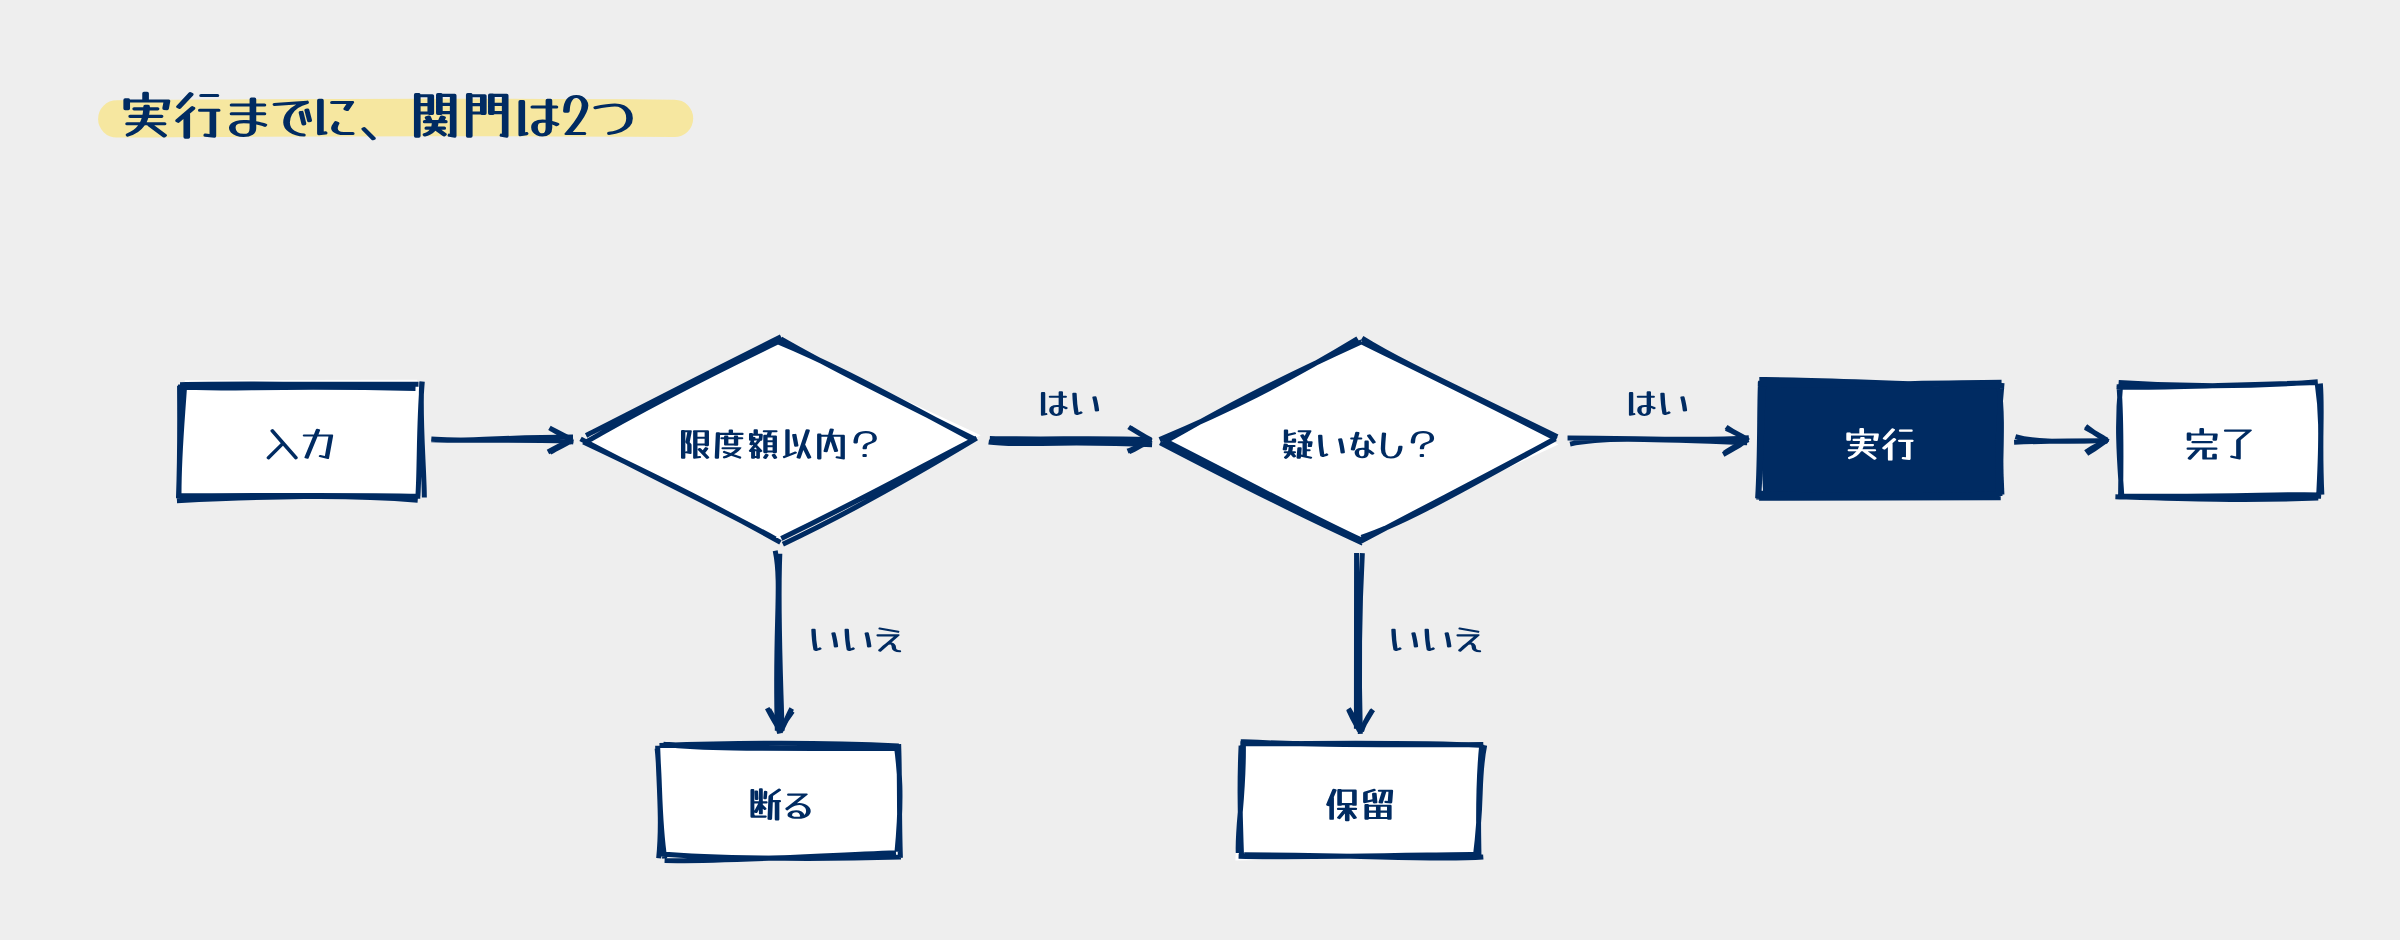 実行までに、関門は2つ
入力
限度額以内？
はい
疑いなし？
はい
実行
完了
いいえ
いいえ
断る
保留